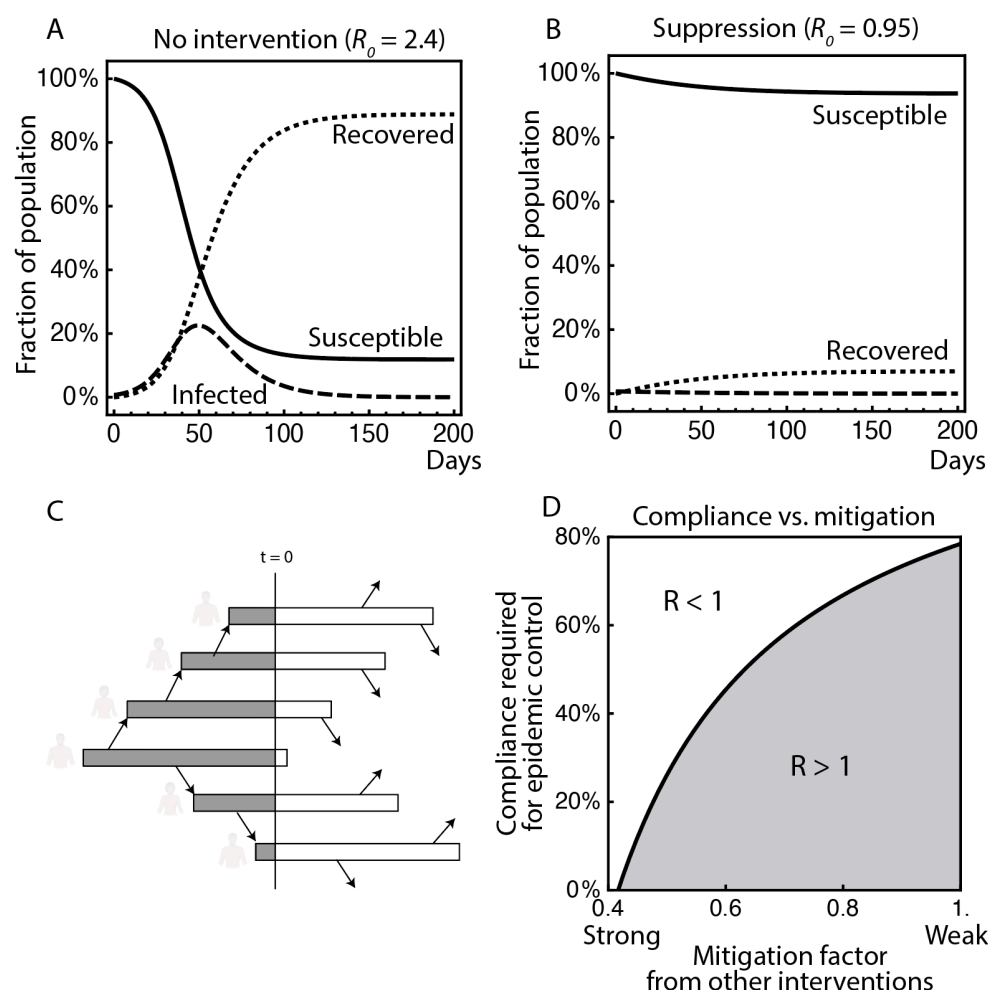 A
No intervention (R0 = 2.4)
Fraction of population
100%
80%
60%
40%
20%
0%
Recovered
Susceptible
Infected
0 50 100 150 200
Days
B
Suppression (R0 = 0.95)
Fraction of population
100%
80%
60%
40%
20%
0%
Susceptible
Recovered
0 50 100 150 200
Days
C
t = 0
D
Compliance vs. mitigation
Compliance required
for epidemic control
80%
60%
40%
20%
0%
R < 1
R > 1
0.4 0.6 0.8 1.
Strong Weak
Mitigation factor
from other interventions